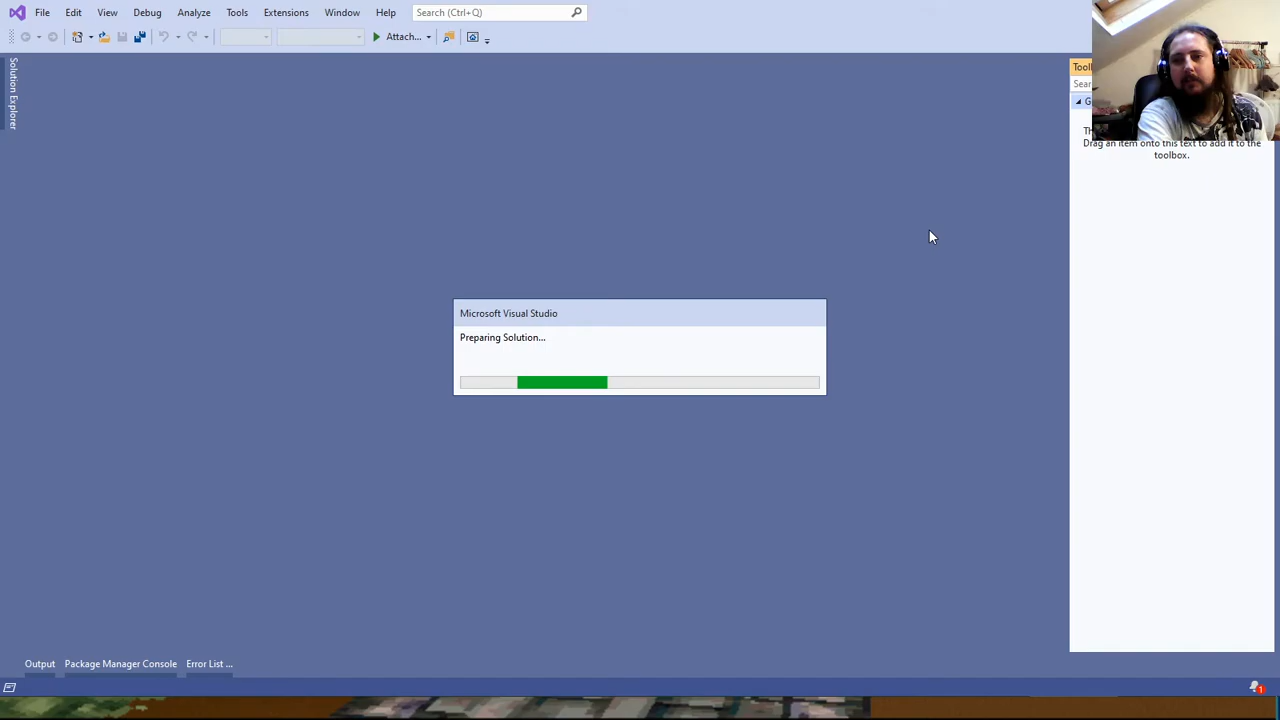 File Edit View Debug Analyze Tools Extensions Window Help Search (Ctrl+Q)
Attach...
Solution Explorer
Drag an item onto this text to add it to the
toolbox.
Microsoft Visual Studio
Preparing Solution...
Output Package Manager Console Error List ...
1